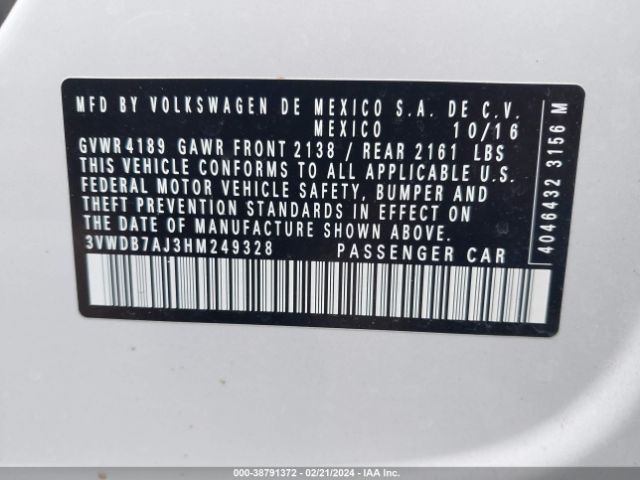 MFD BY VOLKSWAGEN DE MEXICO S.A. DE C.V.
MEXICO 10/16
GVWR 4189 GAWR FRONT 2138 / REAR 2161 LBS
THIS VEHICLE CONFORMS TO ALL APPLICABLE U.S.
FEDERAL MOTOR VEHICLE SAFETY, BUMPER AND
THEFT PREVENTION STANDARDS IN EFFECT ON
THE DATE OF MANUFACTURE SHOWN ABOVE.
3VWDB7AJ3HM249328 PASSENGER CAR
4046432 3156 M
000-38791372 - 02/21/2024 - IAA Inc.